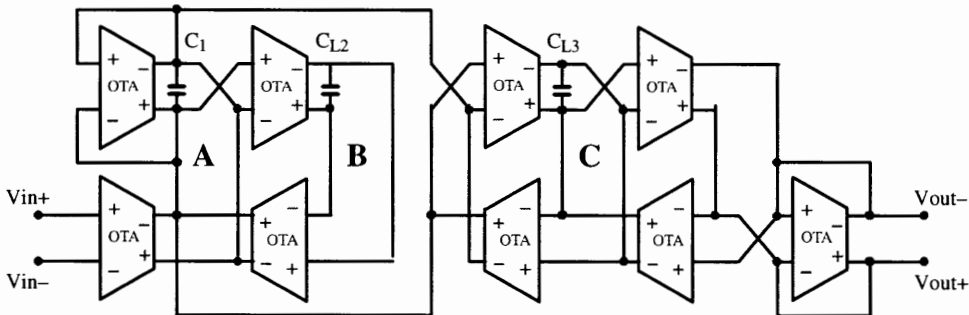 C1 CL2 CL3
+ − + − + − + −
OTA OTA OTA OTA
− + − + − + − +
A B C
Vin+ + − − + − + − + − Vout−
OTA OTA OTA OTA OTA
Vin− − + + − + − + − + Vout+